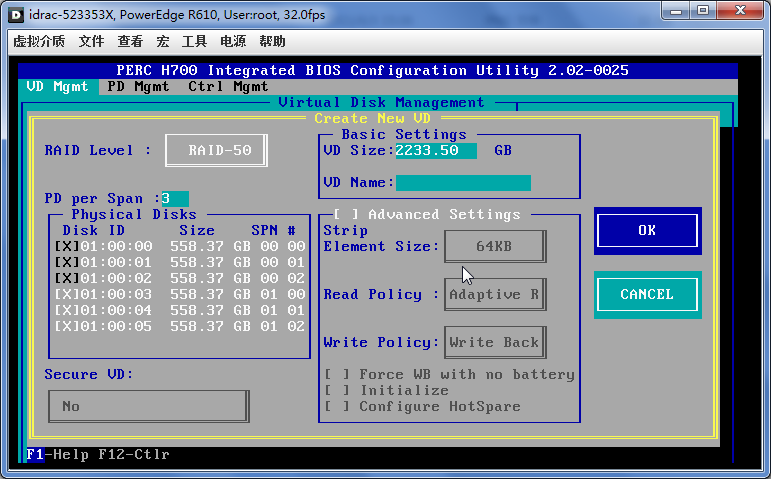 idrac-523353X, PowerEdge R610, User:root, 32.0fps
虚拟介质 文件 查看 宏 工具 电源 帮助
PERC H700 Integrated BIOS Configuration Utility 2.02-0025
VD Mgmt PD Mgmt Ctrl Mgmt
Virtual Disk Management
Create New VD
RAID Level : RAID-50
PD per Span :3
Physical Disks
Disk ID Size SPN #
[X]01:00:00 558.37 GB 00 00
[X]01:00:01 558.37 GB 00 01
[X]01:00:02 558.37 GB 00 02
[X]01:00:03 558.37 GB 01 00
[X]01:00:04 558.37 GB 01 01
[X]01:00:05 558.37 GB 01 02
Secure VD:
No
Basic Settings
VD Size:2233.50 GB
VD Name:
[ ] Advanced Settings
Strip
Element Size: 64KB
Read Policy : Adaptive R
Write Policy: Write Back
[ ] Force WB with no battery
[ ] Initialize
[ ] Configure HotSpare
OK
CANCEL
F1-Help F12-Ctlr